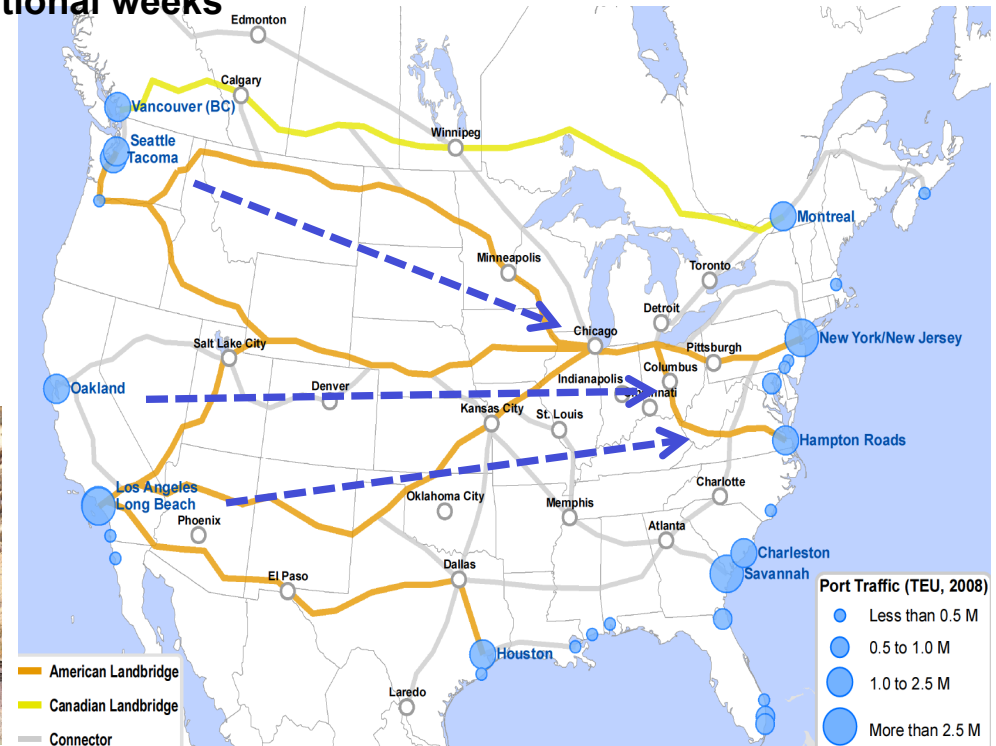 tional weeks
Edmonton
Calgary
Vancouver (BC)
Seattle
Tacoma
Winnipeg
Montreal
Minneapolis
Toronto
Detroit
Chicago
New York/New Jersey
Pittsburgh
Salt Lake City
Columbus
Indianapolis
Oakland
Denver
Kansas City
St. Louis
Hampton Roads
Los Angeles
Long Beach
Phoenix
Oklahoma City
Memphis
Charlotte
Atlanta
Charleston
Savannah
El Paso
Dallas
Houston
Laredo
American Landbridge
Canadian Landbridge
Connector
Port Traffic (TEU, 2008)
Less than 0.5 M
0.5 to 1.0 M
1.0 to 2.5 M
More than 2.5 M